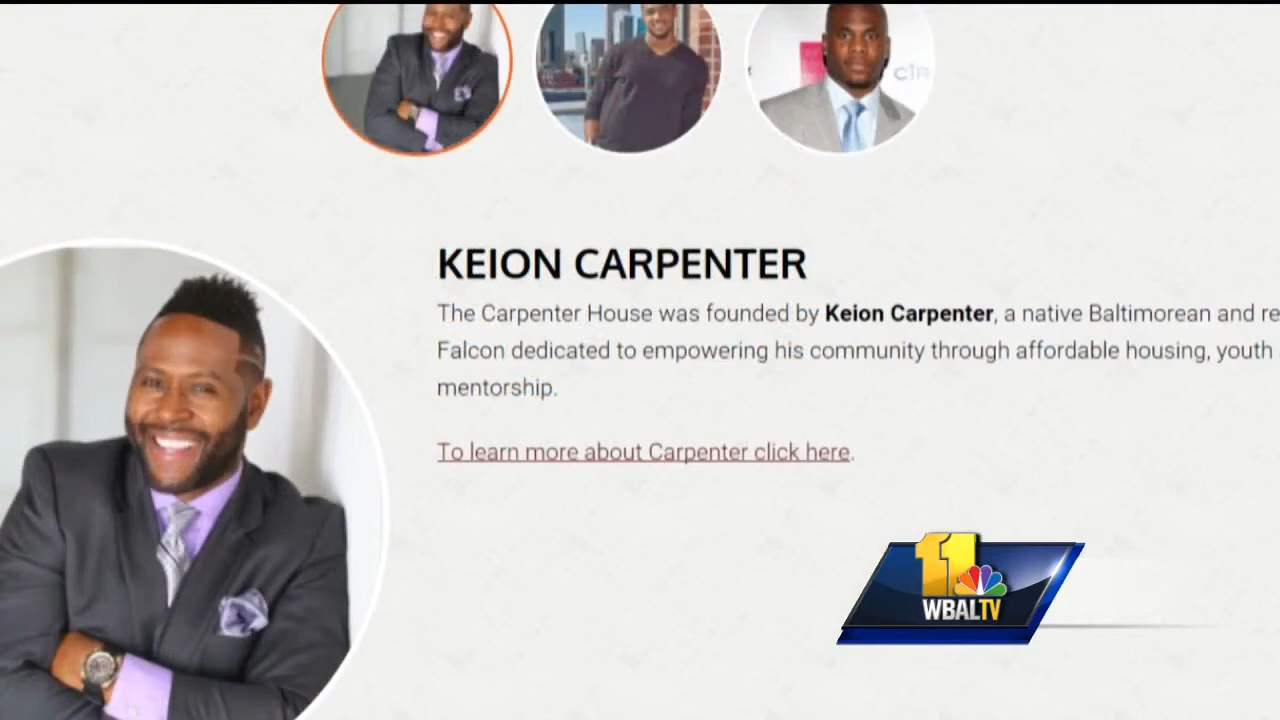 CIR
KEION CARPENTER
The Carpenter House was founded by Keion Carpenter, a native Baltimorean and re
Falcon dedicated to empowering his community through affordable housing, youth
mentorship.
To learn more about Carpenter click here.
11
WBALTV